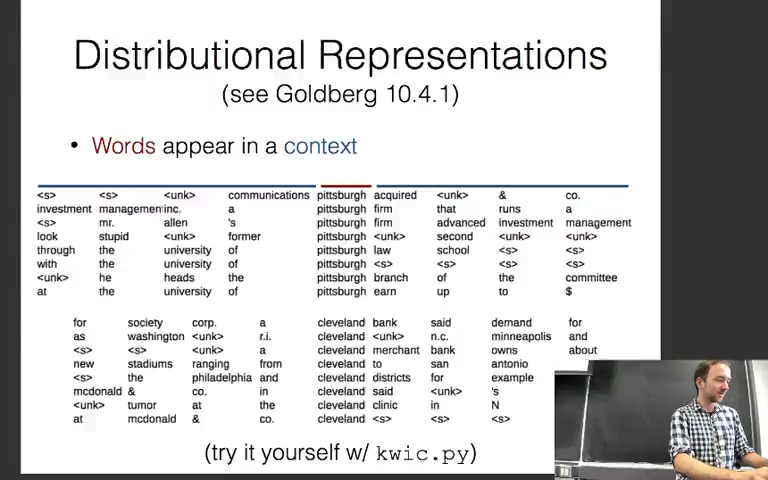 Distributional Representations
(see Goldberg 10.4.1)
• Words appear in a context
<s> <s> <unk> communications pittsburgh acquired <unk> & co.
investment management inc. a pittsburgh firm that runs a
<s> mr. allen 's pittsburgh firm advanced investment management
look stupid <unk> former pittsburgh <unk> second <unk> <unk>
through the university of pittsburgh law school <s> <s>
with the university of pittsburgh <s> <s> <s> <s>
<unk> he heads the pittsburgh branch of the committee
at the university of pittsburgh earn up to $
for society corp. a cleveland bank said demand for
as washington <unk> r.i. cleveland <unk> n.c. minneapolis and
<s> <s> <unk> a cleveland merchant bank owns about
new stadiums ranging from cleveland to san antonio
<s> the philadelphia and cleveland districts for example
mcdonald & co. in cleveland said <unk> 's
<unk> tumor at the cleveland clinic in N
at mcdonald & co. cleveland <s> <s> <s>
(try it yourself w/ kwic.py)